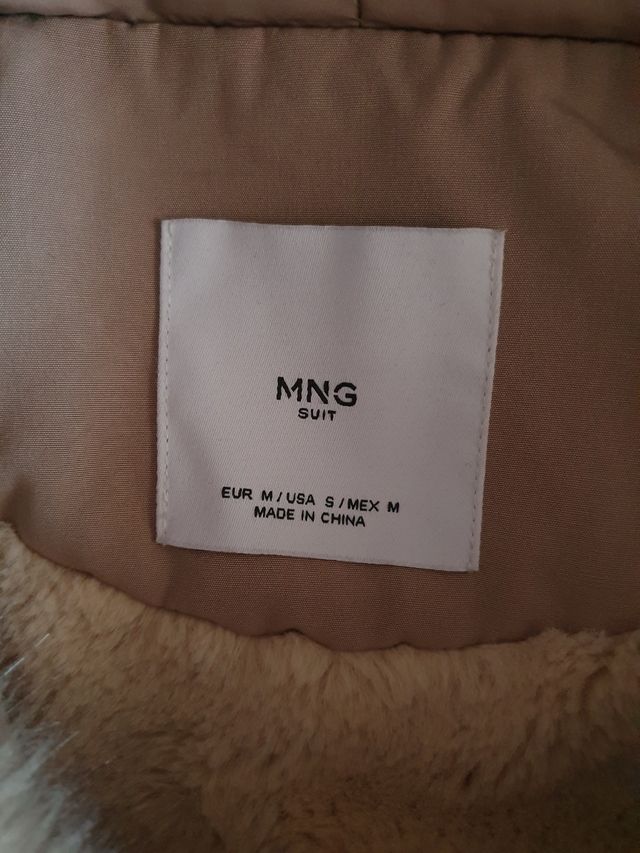 MNG
SUIT
EUR M / USA S / MEX M
MADE IN CHINA